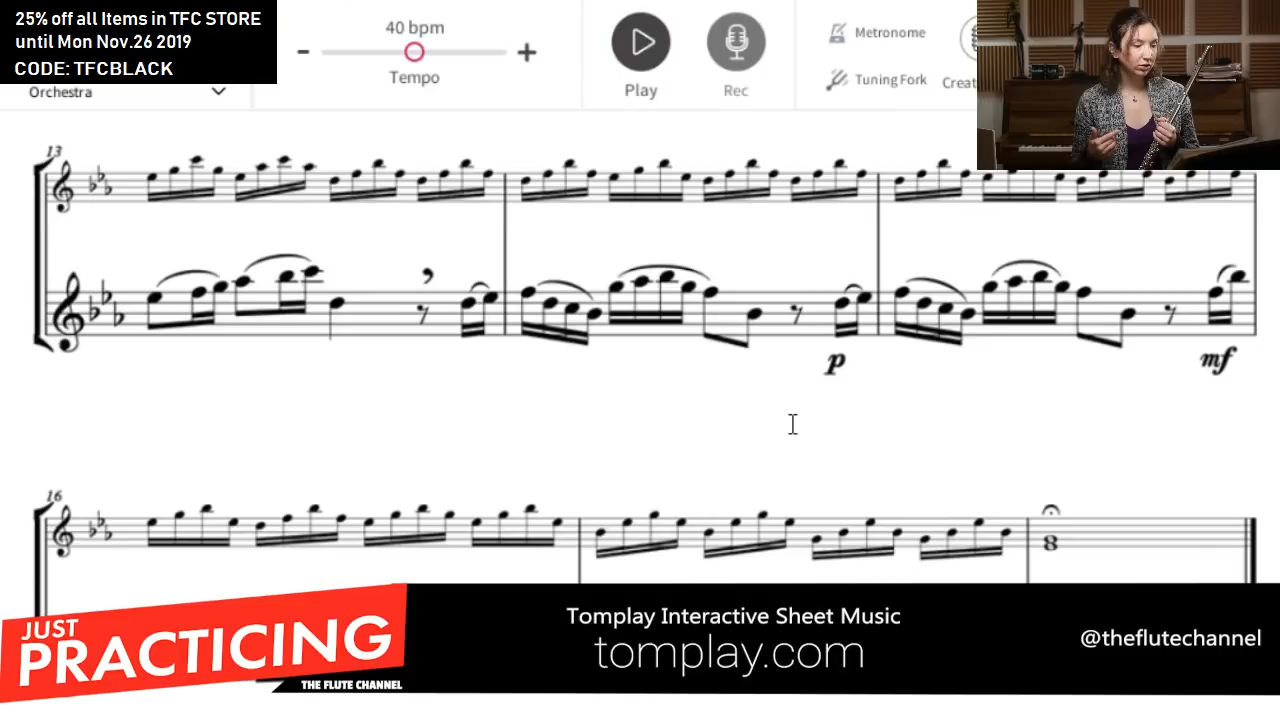 25% off all Items in TFC STORE
until Mon Nov.26 2019
CODE: TFCBLACK
Orchestra
40 bpm
Tempo
Play
Rec
Metronome
Tuning Fork
Creat
13
p
mf
16
JUST
PRACTICING
THE FLUTE CHANNEL
Tomplay Interactive Sheet Music
tomplay.com
@theflutechannel